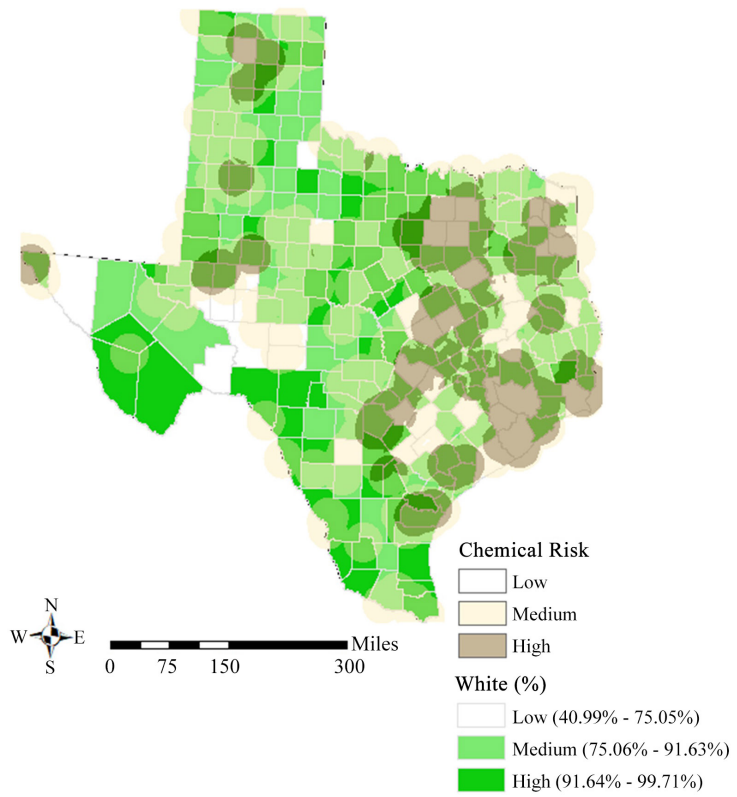 Chemical Risk
Low
Medium
High
N
W E
S
Miles
0 75 150 300
White (%)
Low (40.99% - 75.05%)
Medium (75.06% - 91.63%)
High (91.64% - 99.71%)